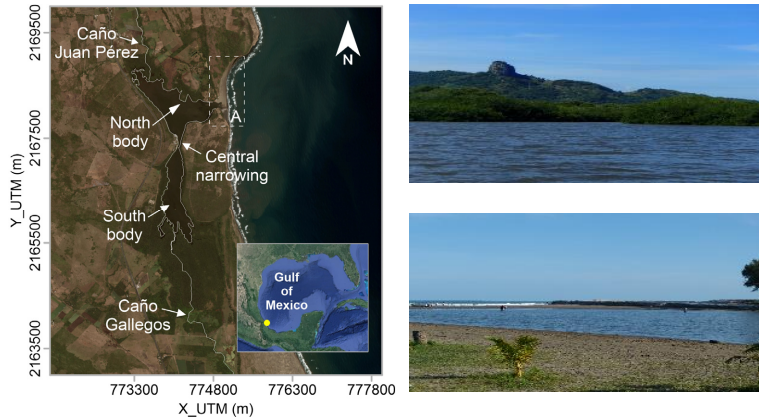 Caño
Juan Pérez
N
A
North
body
Central
narrowing
South
body
Gulf
of
Mexico
Caño
Gallegos
Y_UTM (m)
2169500
2167500
2165500
2163500
773300 774800 776300 777800
X_UTM (m)